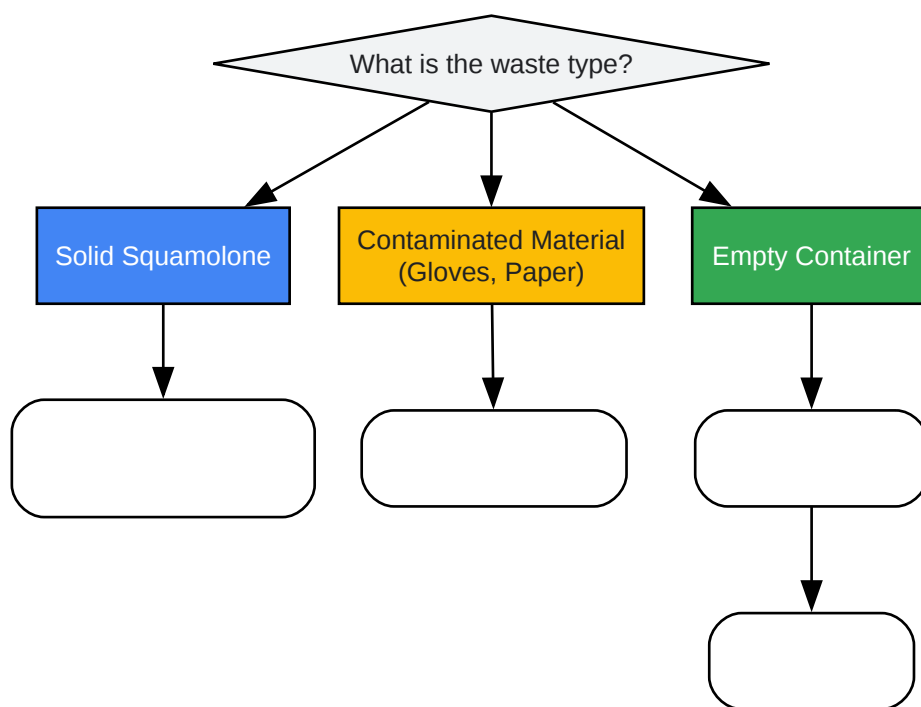 What is the waste type?
Solid Squamolone
Contaminated Material
(Gloves, Paper)
Empty Container